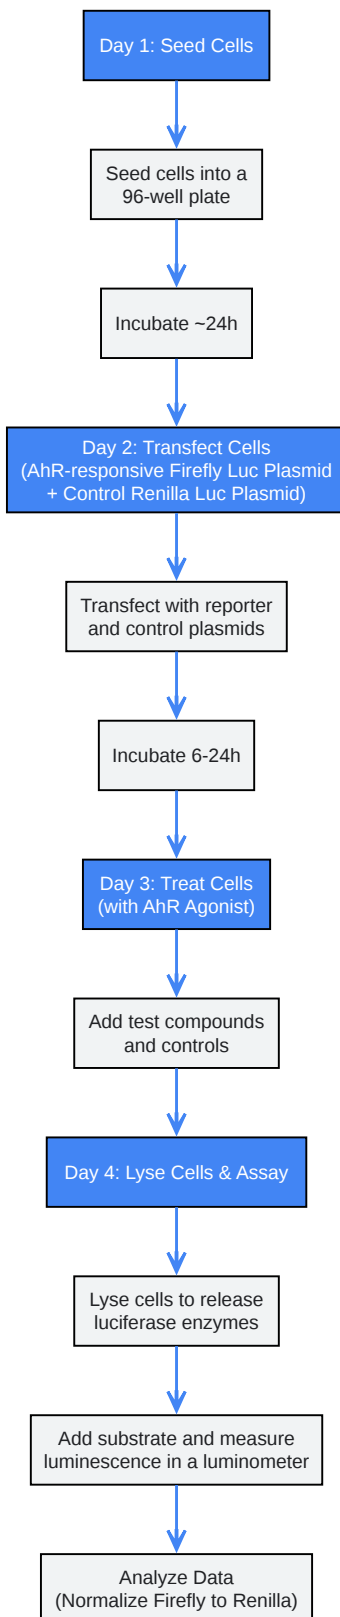 Day 1: Seed Cells
Seed cells into a
96-well plate
Incubate ~24h
Day 2: Transfect Cells
(AhR-responsive Firefly Luc Plasmid
+ Control Renilla Luc Plasmid)
Transfect with reporter
and control plasmids
Incubate 6-24h
Day 3: Treat Cells
(with AhR Agonist)
Add test compounds
and controls
Day 4: Lyse Cells & Assay
Lyse cells to release
luciferase enzymes
Add substrate and measure
luminescence in a luminometer
Analyze Data
(Normalize Firefly to Renilla)